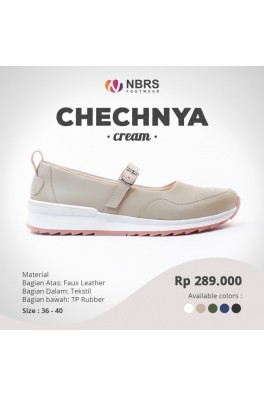 NBRS
FOOTWEAR
CHECHNYA
· cream ·
Material
Bagian Atas: Faux Leather
Bagian Dalam: Tekstil
Bagian bawah: TP Rubber
Size : 36 - 40
Rp 289.000
Available colors :